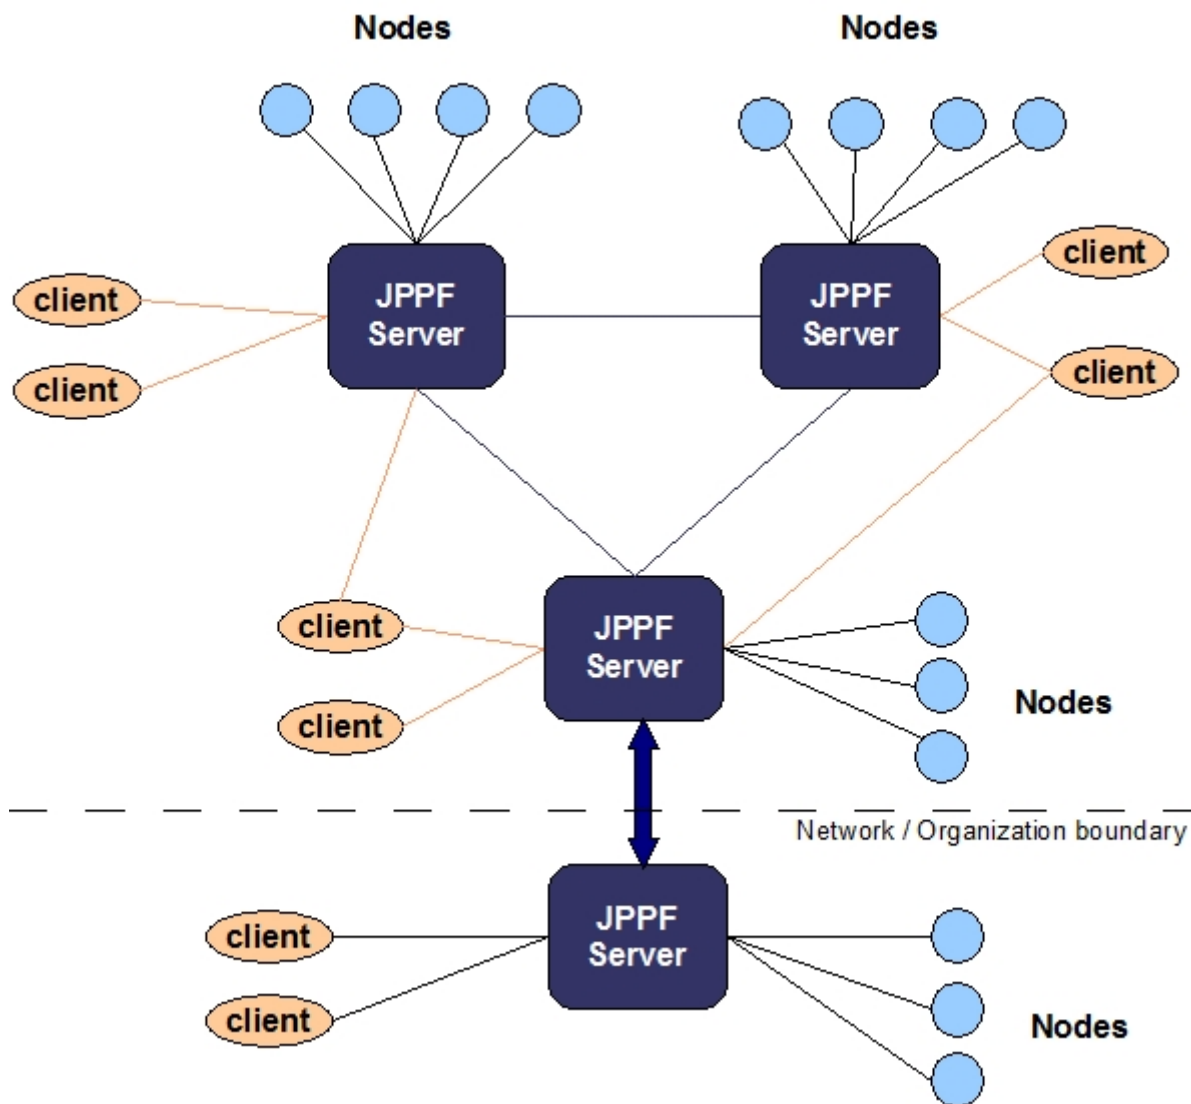 Nodes
Nodes
client
client
JPPF
Server
JPPF
Server
client
client
client
client
JPPF
Server
Nodes
Network / Organization boundary
client
client
JPPF
Server
Nodes